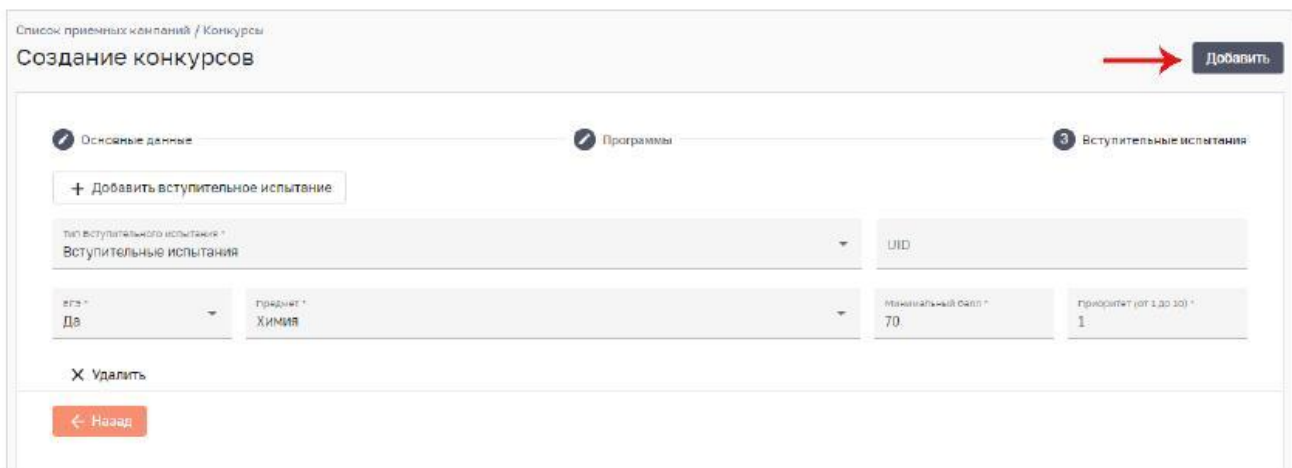 Список приемных кампаний / Конкурсы
Создание конкурсов
Добавить
Основные данные
Программы
3 Вступительные испытания
+ Добавить вступительное испытание
Тип Вступительного испытания *
Вступительные испытания
UID
ЕГЭ *
Да
Предмет *
Химия
Минимальный балл *
70
Приоритет (от 1 до 10) *
1
Удалить
Назад